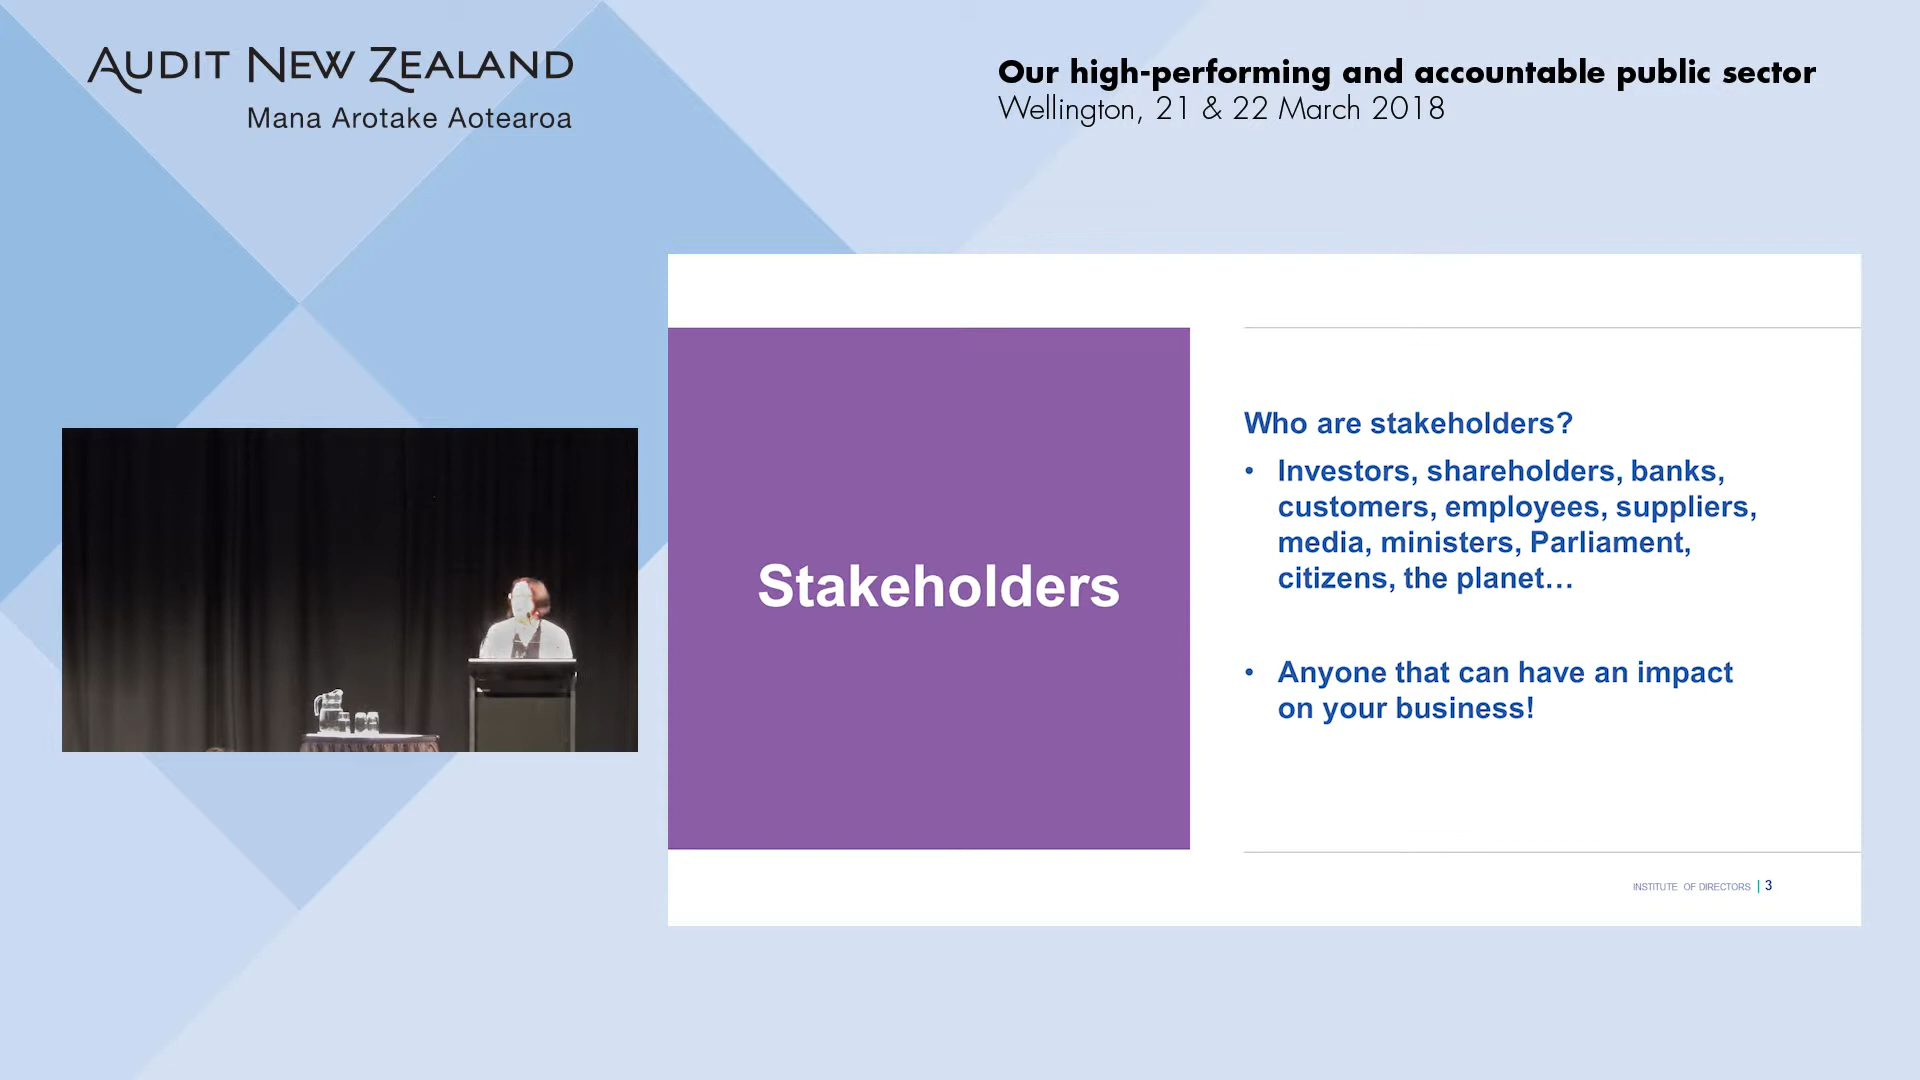 AUDIT NEW ZEALAND
Mana Arotake Aotearoa
Our high-performing and accountable public sector
Wellington, 21 & 22 March 2018
Stakeholders
Who are stakeholders?
• Investors, shareholders, banks,
customers, employees, suppliers,
media, ministers, Parliament,
citizens, the planet…
• Anyone that can have an impact
on your business!
INSTITUTE OF DIRECTORS | 3